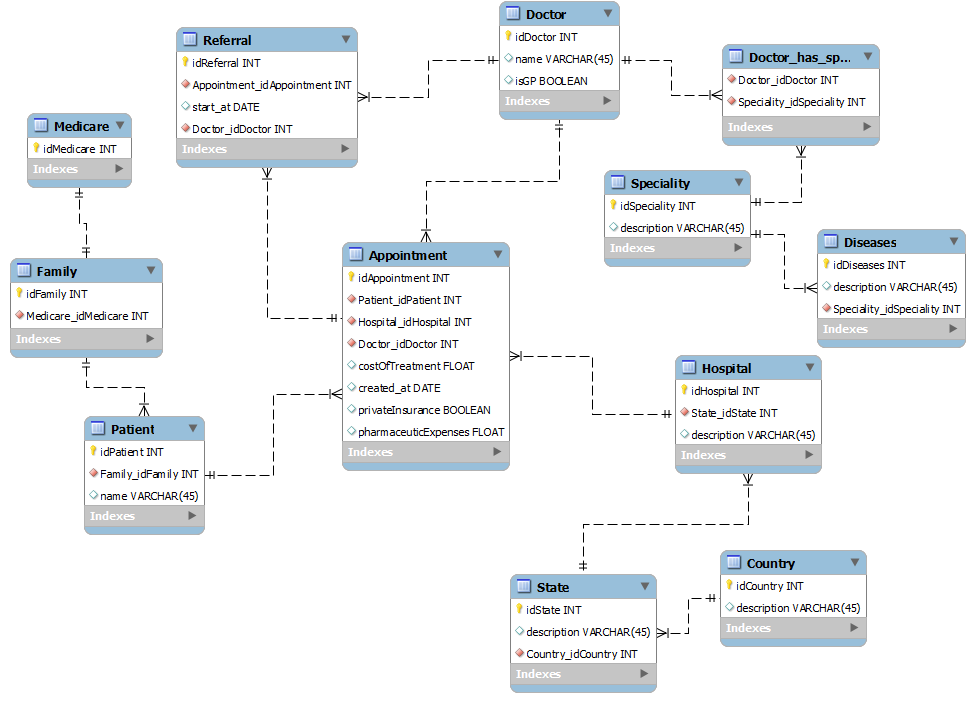 Doctor
idDoctor INT
name VARCHAR(45)
isGP BOOLEAN
Indexes
Referral
idReferral INT
Appointment_idAppointment INT
start_at DATE
Doctor_idDoctor INT
Indexes
Doctor_has_sp...
Doctor_idDoctor INT
Speciality_idSpeciality INT
Indexes
Medicare
idMedicare INT
Indexes
Speciality
idSpeciality INT
description VARCHAR(45)
Indexes
Diseases
idDiseases INT
description VARCHAR(45)
Speciality_idSpeciality INT
Indexes
Family
idFamily INT
Medicare_idMedicare INT
Indexes
Appointment
idAppointment INT
Patient_idPatient INT
Hospital_idHospital INT
Doctor_idDoctor INT
costOfTreatment FLOAT
created_at DATE
privateInsurance BOOLEAN
pharmaceuticExpenses FLOAT
Indexes
Hospital
idHospital INT
State_idState INT
description VARCHAR(45)
Indexes
Patient
idPatient INT
Family_idFamily INT
name VARCHAR(45)
Indexes
State
idState INT
description VARCHAR(45)
Country_idCountry INT
Indexes
Country
idCountry INT
description VARCHAR(45)
Indexes